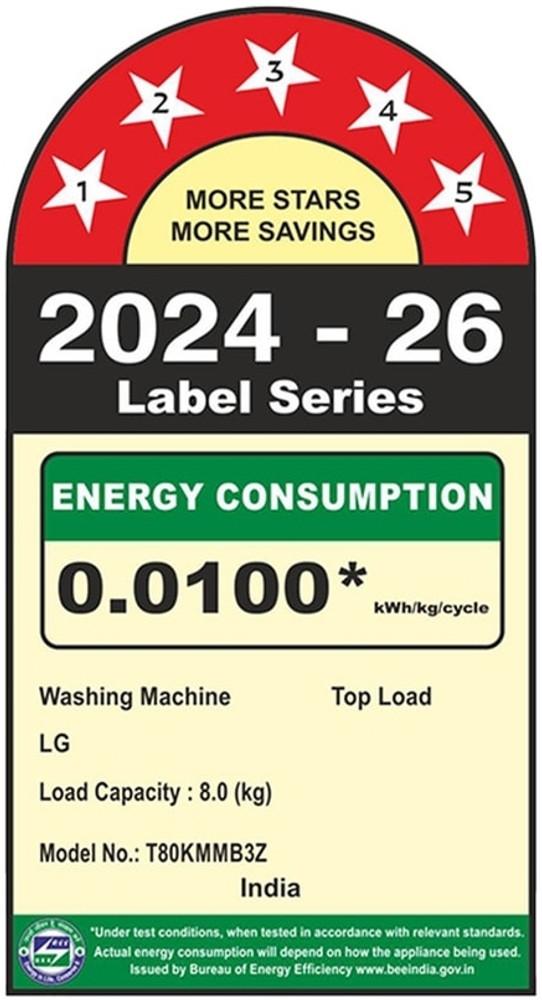 1
2
3
4
5
MORE STARS
MORE SAVINGS
2024 - 26
Label Series
ENERGY CONSUMPTION
0.0100* kWh/kg/cycle
Washing Machine Top Load
LG
Load Capacity : 8.0 (kg)
Model No.: T80KMMB3Z
India
*Under test conditions, when tested in accordance with relevant standards.
Actual energy consumption will depend on how the appliance being used.
Issued by Bureau of Energy Efficiency www.beeindia.gov.in